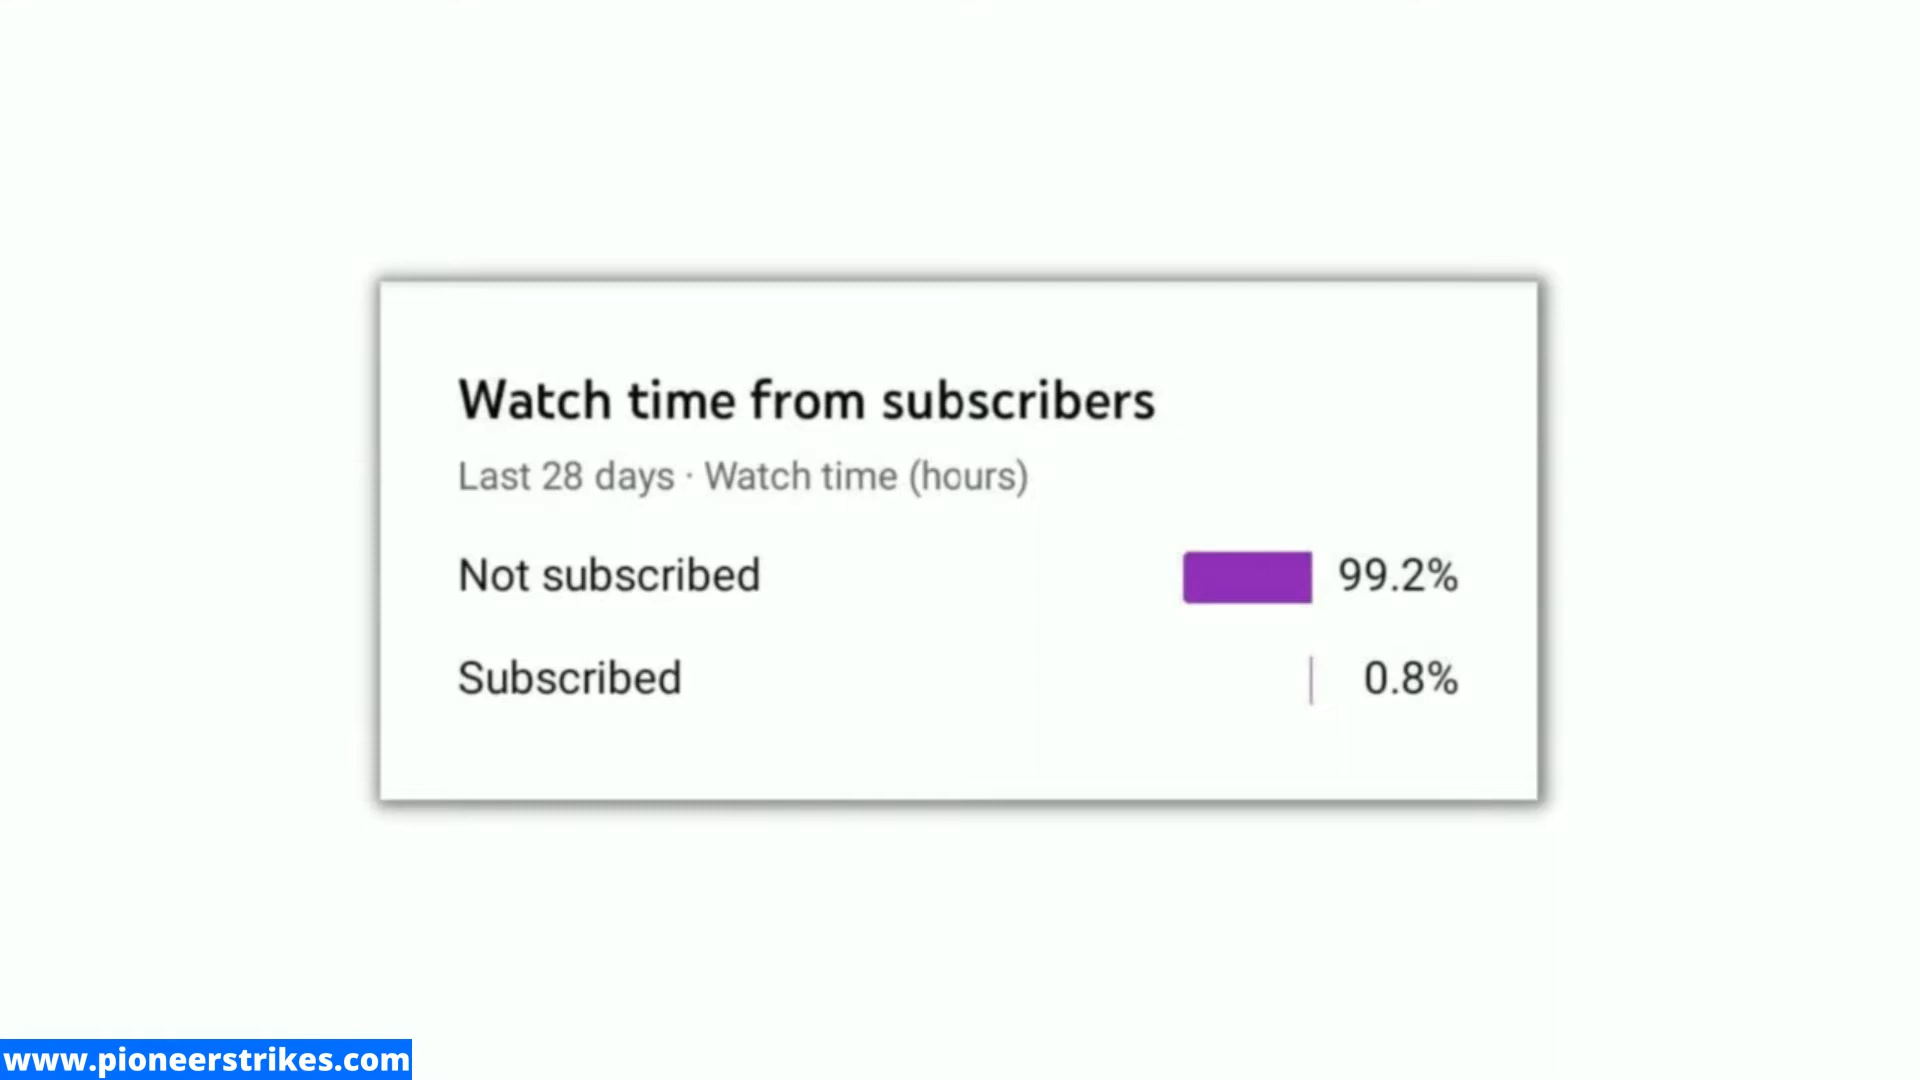 Watch time from subscribers
Last 28 days · Watch time (hours)
Not subscribed 99.2%
Subscribed 0.8%
www.pioneerstrikes.com